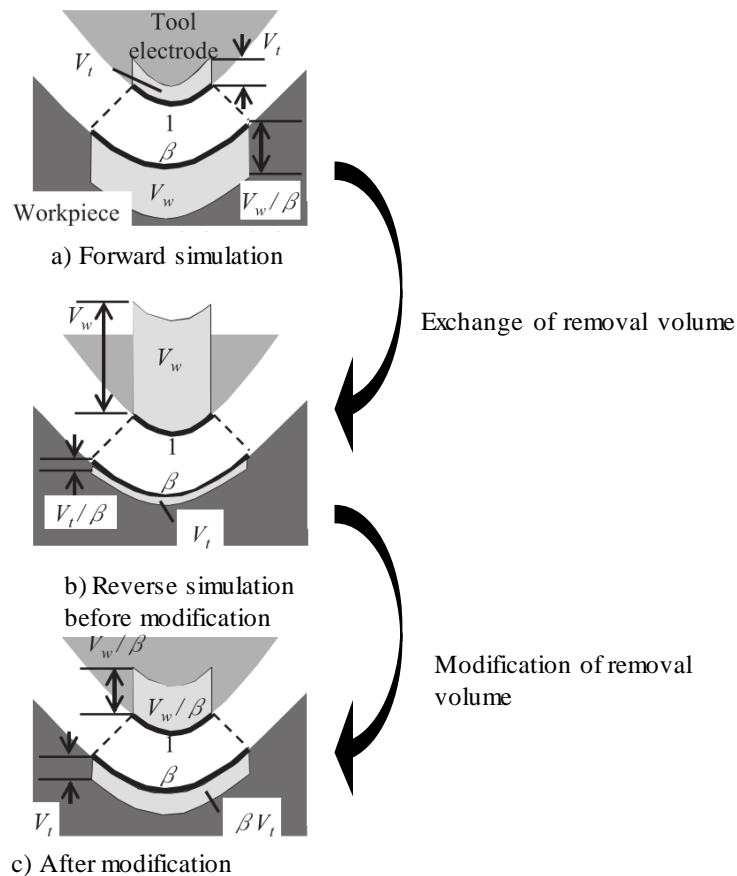 Tool
electrode
V_t
V_t
1
β
V_w
V_w/β
Workpiece
a) Forward simulation
Exchange of removal volume
V_w
V_w
1
β
V_t/β
V_t
b) Reverse simulation
before modification
Modification of removal
volume
V_w/β
V_w/β
1
β
V_t
βV_t
c) After modification